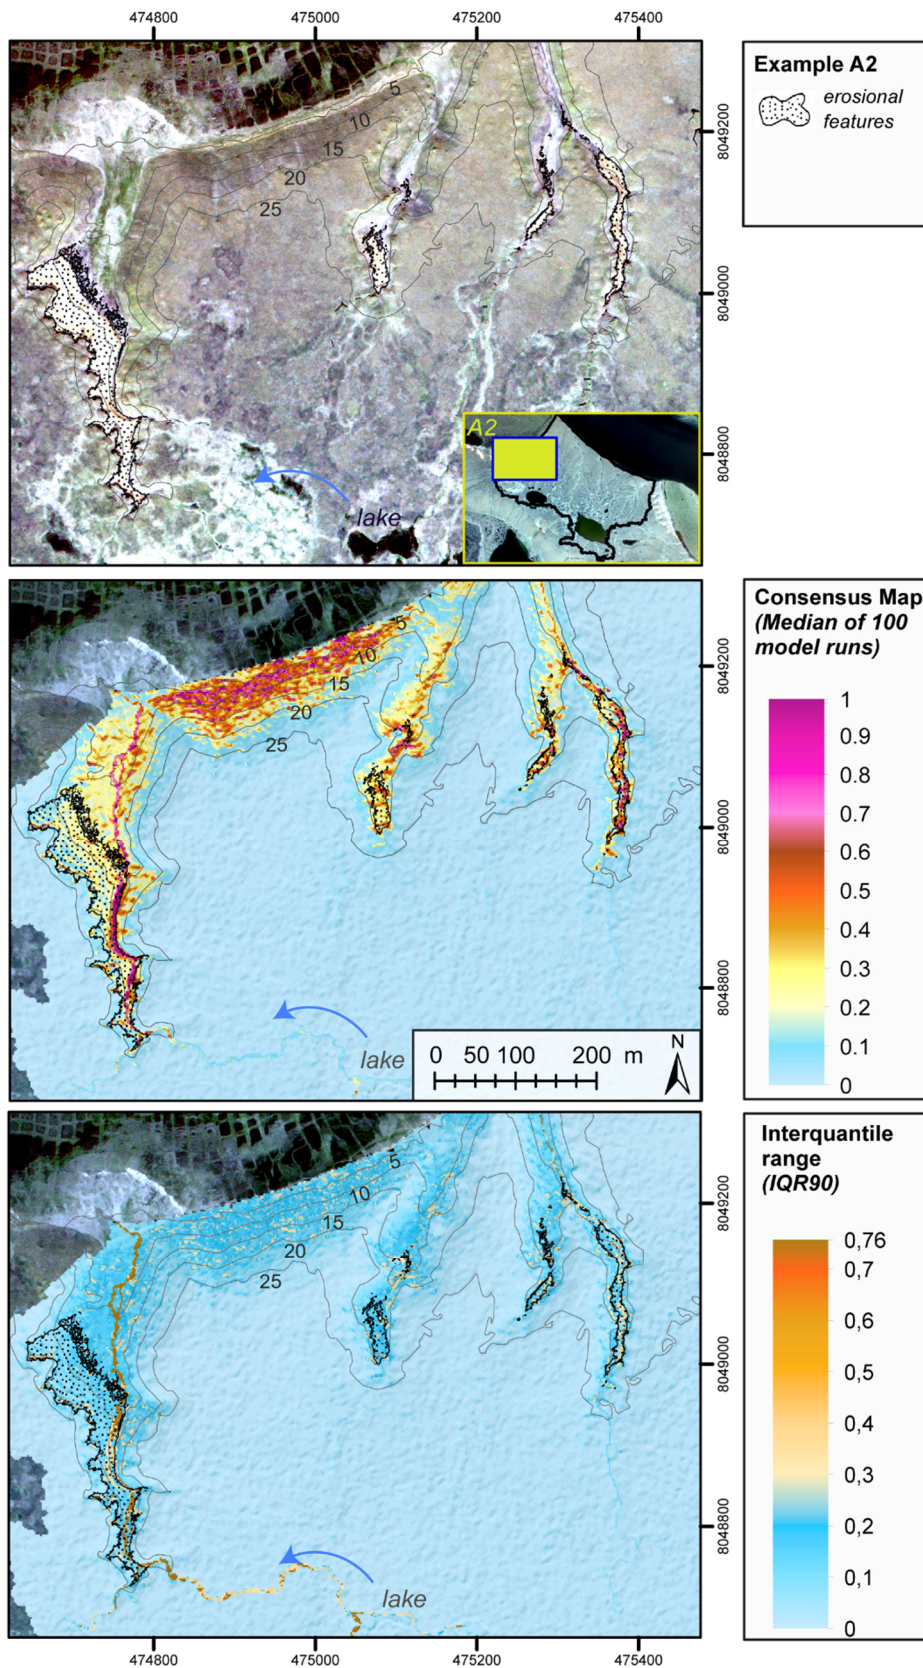 474800 475000 475200 475400
Example A2
erosional
features
8049200
8049000
8048800
5
10
15
20
25
A2
lake
Consensus Map
(Median of 100
model runs)
1
0.9
0.8
0.7
0.6
0.5
0.4
0.3
0.2
0.1
0
5
10
15
20
25
8049200
8049000
8048800
lake
0 50 100 200 m
N
Interquantile
range
(IQR90)
0,76
0,7
0,6
0,5
0,4
0,3
0,2
0,1
0
5
10
15
20
25
8049200
8049000
8048800
lake
474800 475000 475200 475400